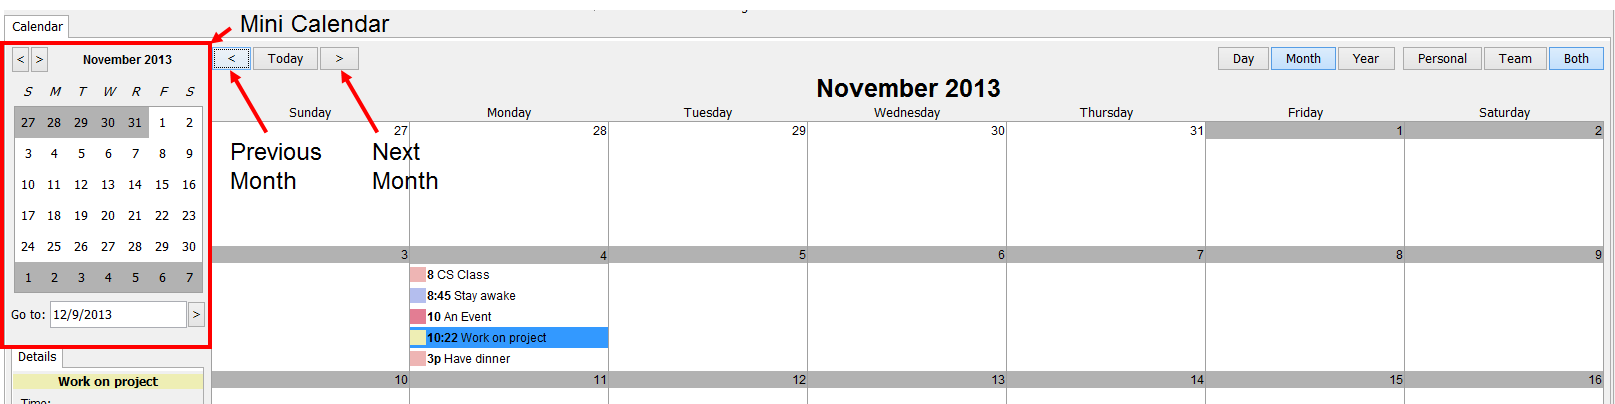 Calendar
Mini Calendar
< > November 2013
S M T W R F S
27 28 29 30 31 1 2
3 4 5 6 7 8 9
10 11 12 13 14 15 16
17 18 19 20 21 22 23
24 25 26 27 28 29 30
1 2 3 4 5 6 7
Go to: 12/9/2013 >
Details
Work on project
Time:
< Today >
Day Month Year Personal Team Both
November 2013
Sunday Monday Tuesday Wednesday Thursday Friday Saturday
27 28 29 30 31 1 2
Previous
Month
Next
Month
3 4 5 6 7 8 9
8 CS Class
8:45 Stay awake
10 An Event
10:22 Work on project
3p Have dinner
10 11 12 13 14 15 16